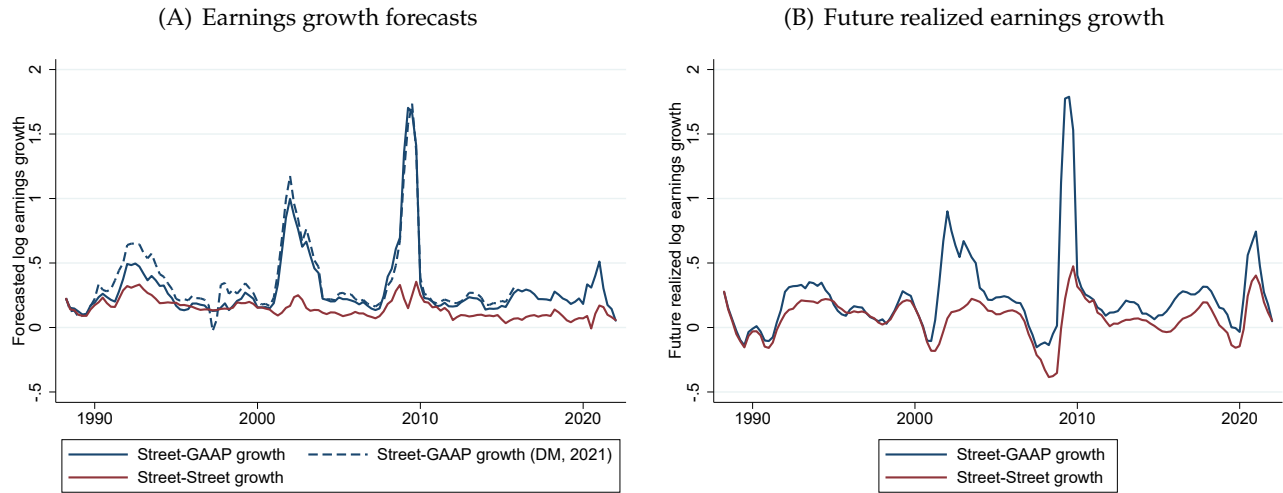 (A) Earnings growth forecasts
Forecasted log earnings growth
2
1.5
1
.5
0
-.5
1990
2000
2010
2020
Street-GAAP growth
Street-GAAP growth (DM, 2021)
Street-Street growth
(B) Future realized earnings growth
Future realized log earnings growth
2
1.5
1
.5
0
-.5
1990
2000
2010
2020
Street-GAAP growth
Street-Street growth